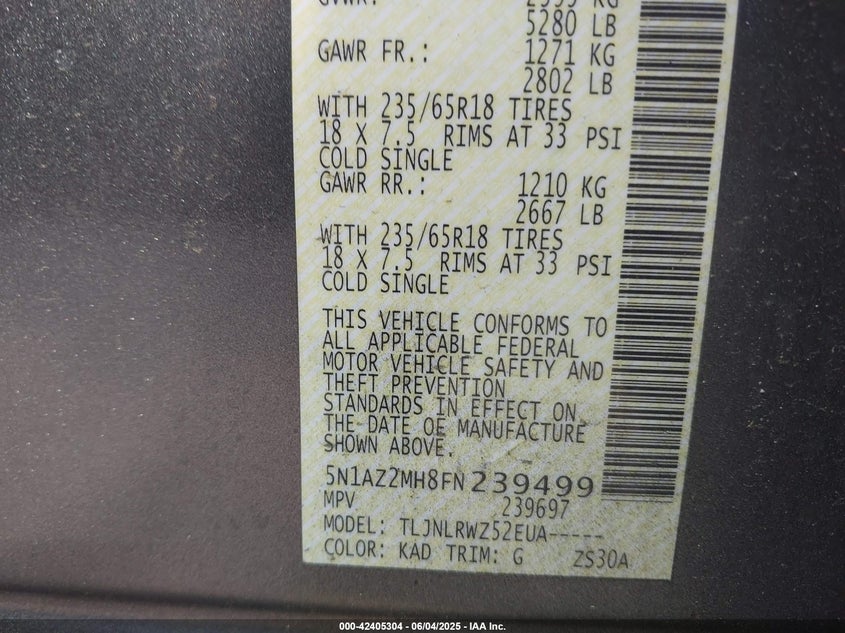 GVWR: 2395 KG
5280 LB
GAWR FR.: 1271 KG
2802 LB
WITH 235/65R18 TIRES
18 X 7.5 RIMS AT 33 PSI
COLD SINGLE
GAWR RR.: 1210 KG
2667 LB
WITH 235/65R18 TIRES
18 X 7.5 RIMS AT 33 PSI
COLD SINGLE
THIS VEHICLE CONFORMS TO
ALL APPLICABLE FEDERAL
MOTOR VEHICLE SAFETY AND
THEFT PREVENTION
STANDARDS IN EFFECT ON
THE DATE OF MANUFACTURE
SHOWN ABOVE.
5N1AZ2MH8FN239499
MPV 239697
MODEL: TLJNLRWZ52EUA-----
COLOR: KAD TRIM: G ZS30A
000-42405304 - 06/04/2025 - IAA Inc.